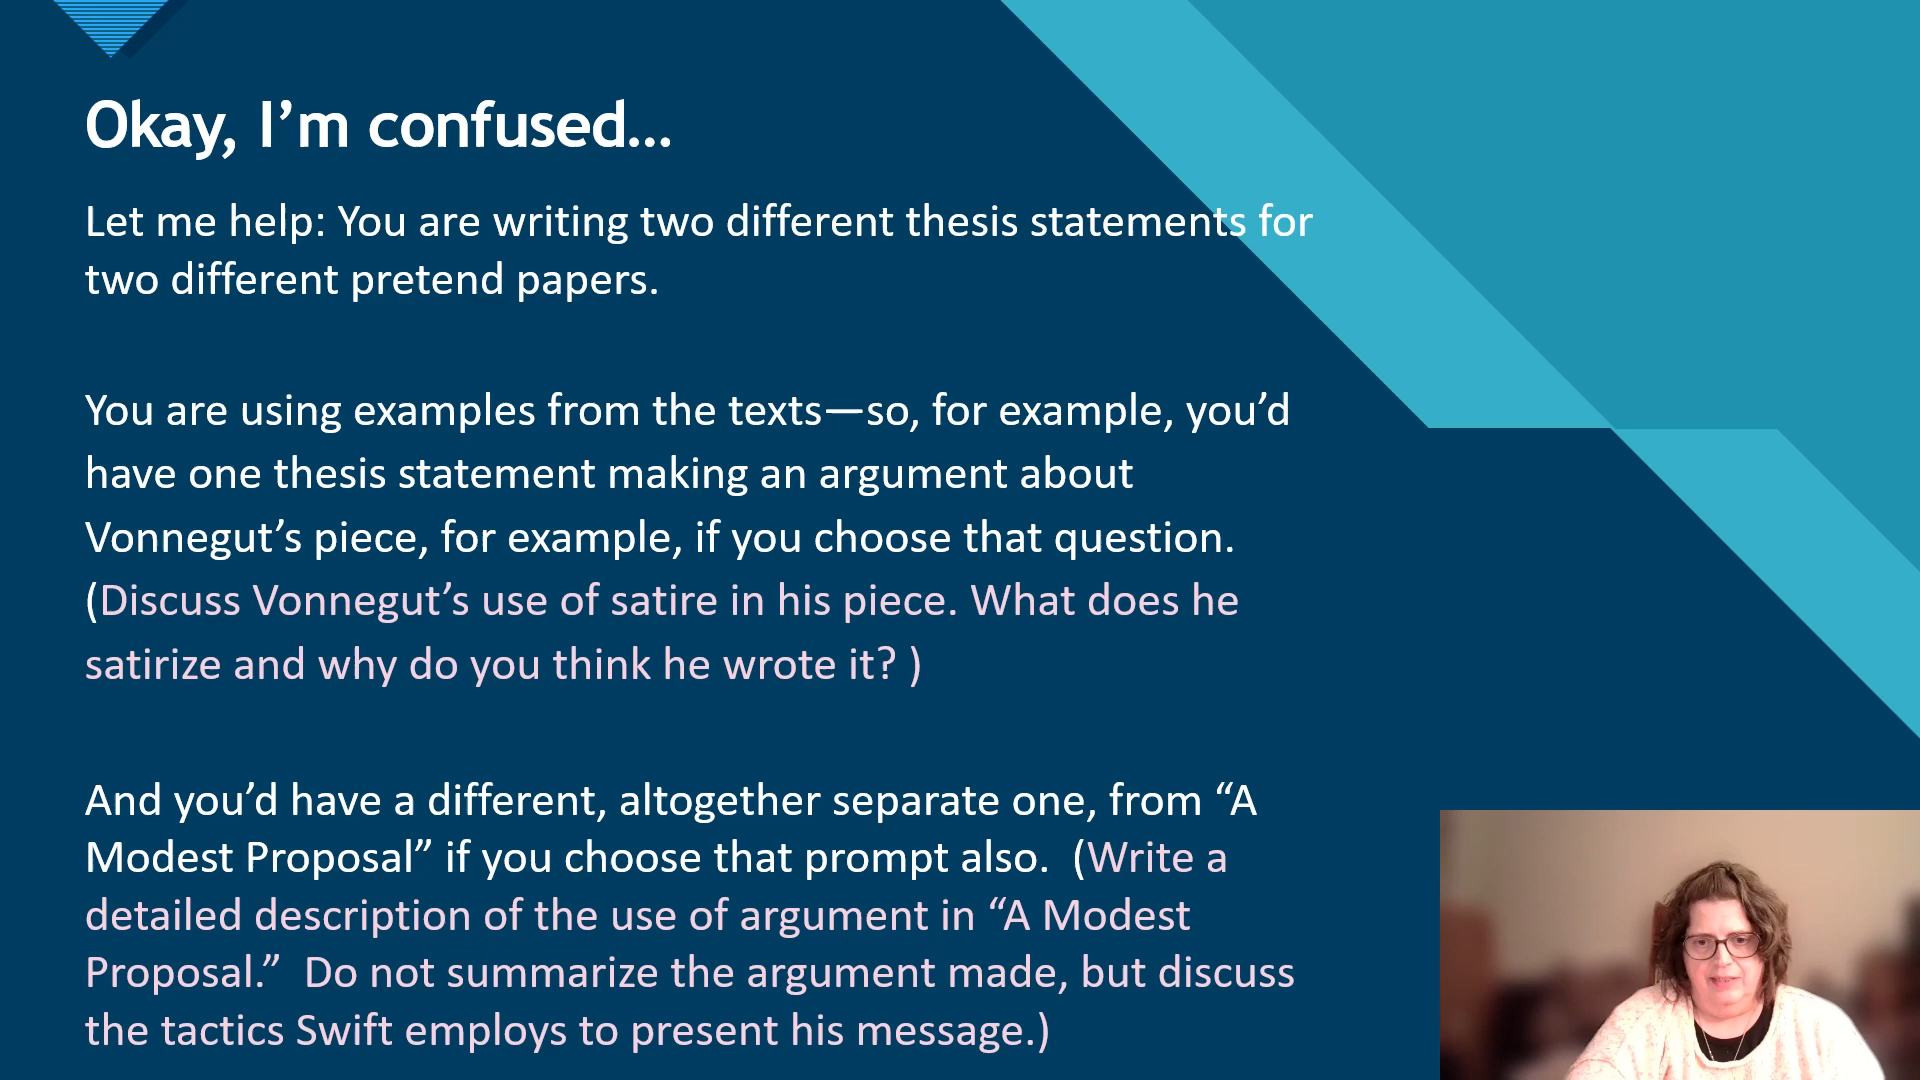 Okay, I’m confused…
Let me help: You are writing two different thesis statements for
two different pretend papers.
You are using examples from the texts—so, for example, you’d
have one thesis statement making an argument about
Vonnegut’s piece, for example, if you choose that question.
(Discuss Vonnegut’s use of satire in his piece. What does he
satirize and why do you think he wrote it? )
And you’d have a different, altogether separate one, from “A
Modest Proposal” if you choose that prompt also.  (Write a
detailed description of the use of argument in “A Modest
Proposal.”  Do not summarize the argument made, but discuss
the tactics Swift employs to present his message.)